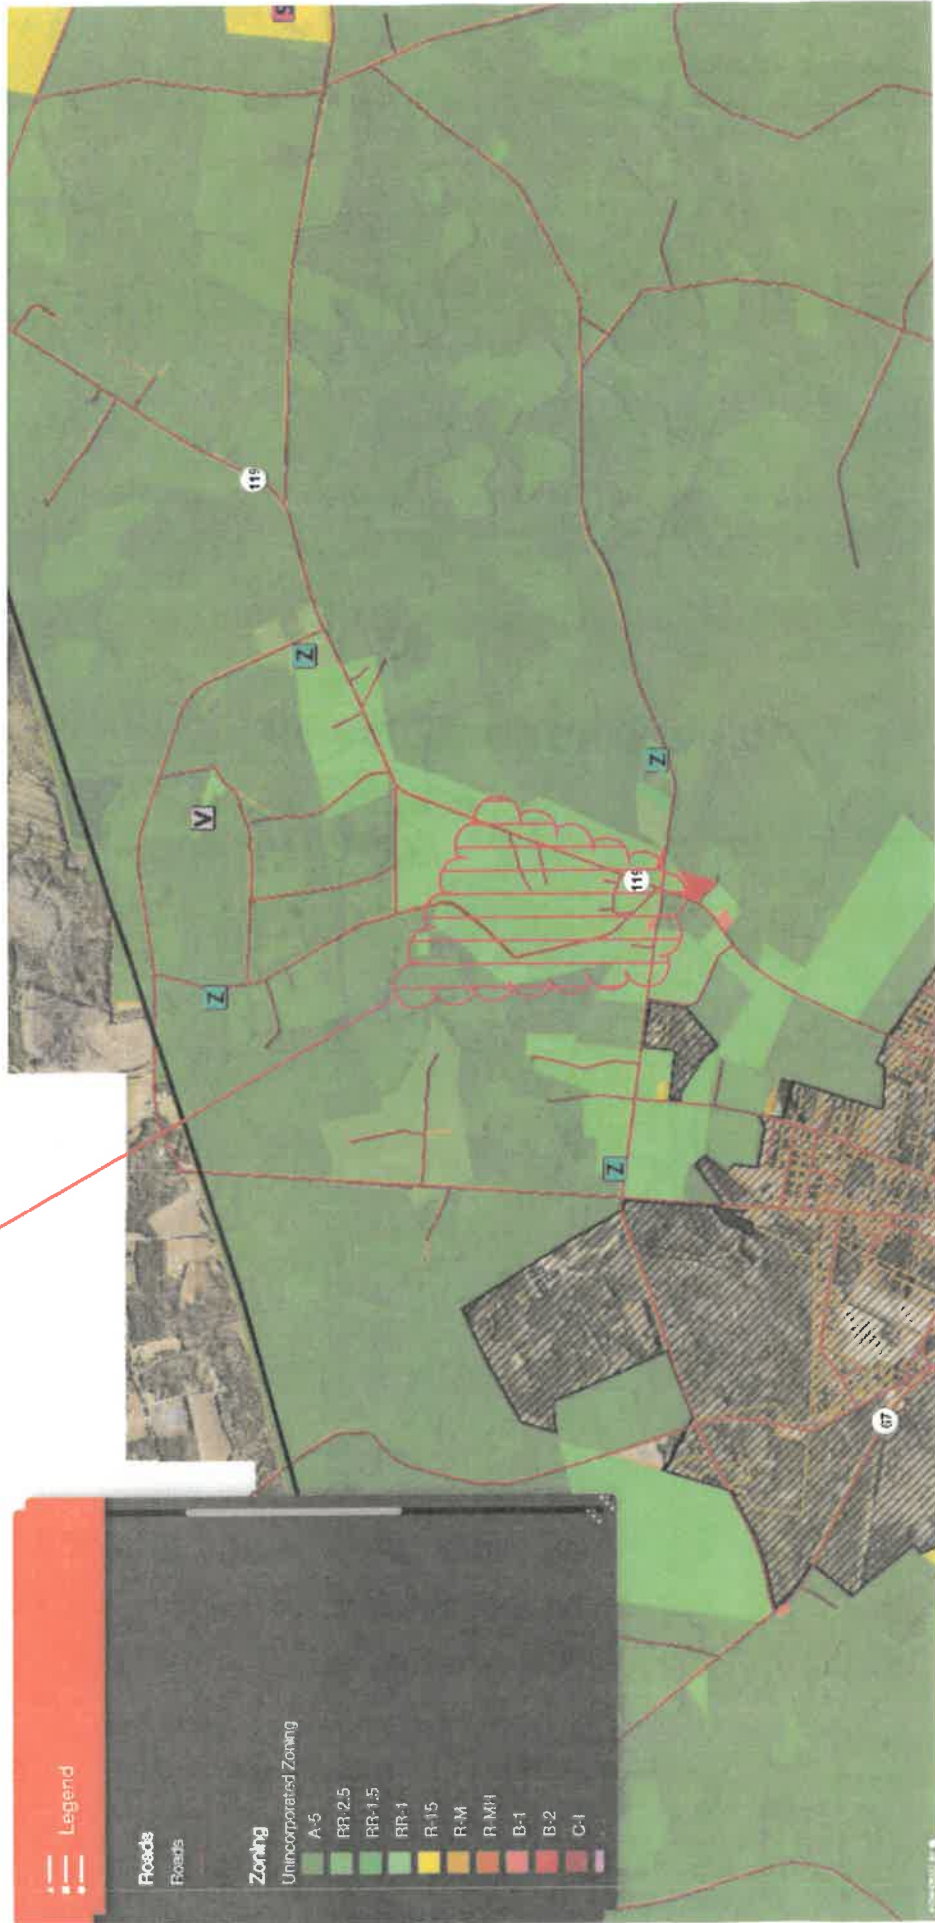 Legend
Roads
Roads
Zoning
Unincorporated Zoning
A-5
RR-2.5
RR-1.5
RR-1
R-15
R-M
R-MH
B-1
B-2
C-I
67
Z
Z
Z
Z
V
119
119
S